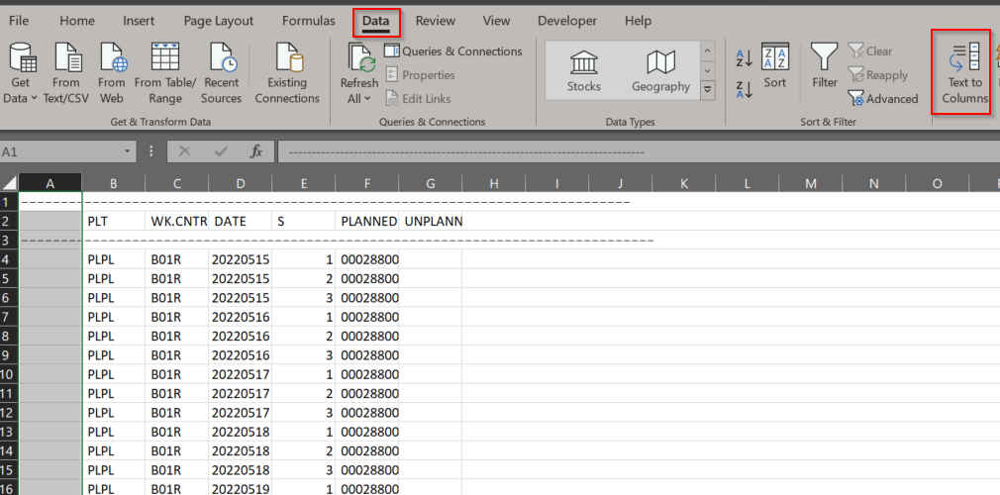 File Home Insert Page Layout Formulas Data Review View Developer Help
Get Data From Text/CSV From Web From Table/ Range Recent Sources Existing Connections
Get & Transform Data
Refresh All Queries & Connections
Properties
Edit Links
Queries & Connections
Stocks Geography
Data Types
Sort Filter Clear
Reapply
Advanced
Sort & Filter
Text to Columns
A1 fx ---------------------------------------------------------------------------
A B C D E F G H I J K L M N O
1 ---------------------------------------------------------------------------
2 PLT WK.CNTR DATE S PLANNED UNPLANN
3 ------------------------------------------------------------------------------
4 PLPL B01R 20220515 1 00028800
5 PLPL B01R 20220515 2 00028800
6 PLPL B01R 20220515 3 00028800
7 PLPL B01R 20220516 1 00028800
8 PLPL B01R 20220516 2 00028800
9 PLPL B01R 20220516 3 00028800
10 PLPL B01R 20220517 1 00028800
11 PLPL B01R 20220517 2 00028800
12 PLPL B01R 20220517 3 00028800
13 PLPL B01R 20220518 1 00028800
14 PLPL B01R 20220518 2 00028800
15 PLPL B01R 20220518 3 00028800
16 PLPL B01R 20220519 1 00028800